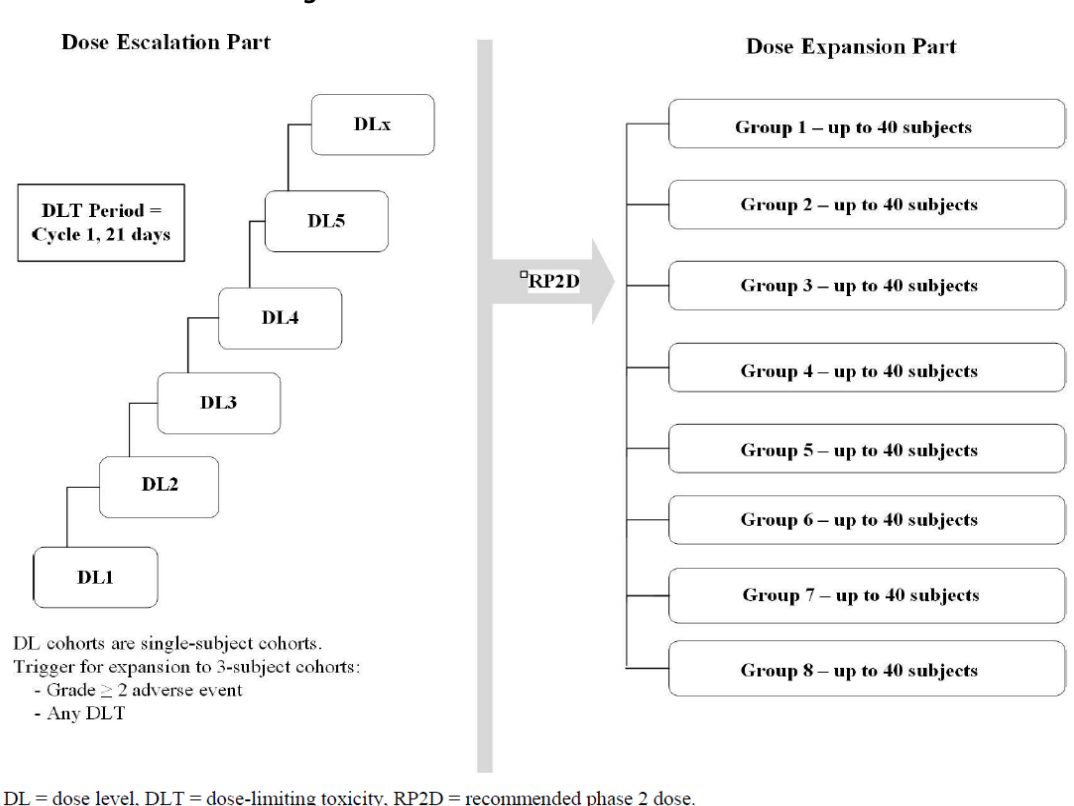 Dose Escalation Part
DLx
DL5
DLT Period =
Cycle 1, 21 days
DL4
DL3
DL2
DL1
DL cohorts are single-subject cohorts.
Trigger for expansion to 3-subject cohorts:
- Grade ≥ 2 adverse event
- Any DLT
RP2D
Dose Expansion Part
Group 1 – up to 40 subjects
Group 2 – up to 40 subjects
Group 3 – up to 40 subjects
Group 4 – up to 40 subjects
Group 5 – up to 40 subjects
Group 6 – up to 40 subjects
Group 7 – up to 40 subjects
Group 8 – up to 40 subjects
DL = dose level, DLT = dose-limiting toxicity, RP2D = recommended phase 2 dose.